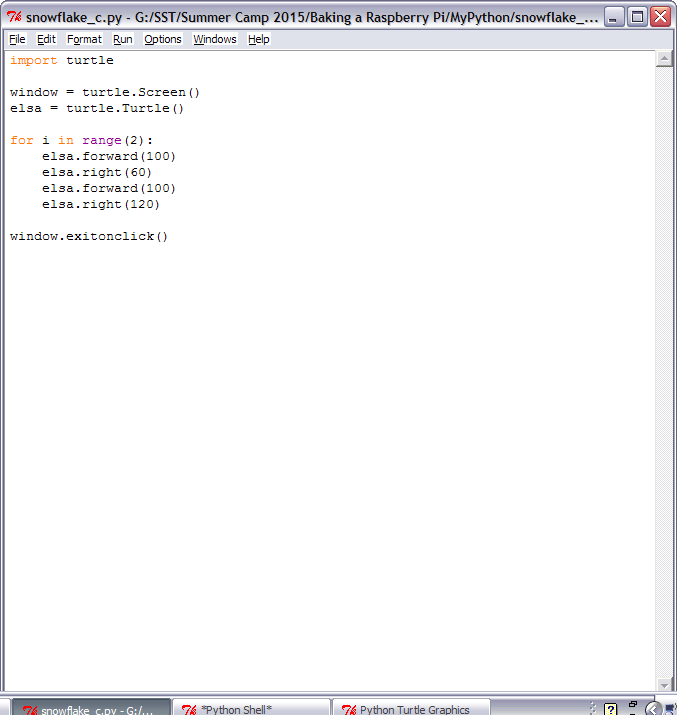 snowflake_c.py - G:/SST/Summer Camp 2015/Baking a Raspberry Pi/MyPython/snowflake_...
File Edit Format Run Options Windows Help
import turtle
window = turtle.Screen()
elsa = turtle.Turtle()
for i in range(2):
    elsa.forward(100)
    elsa.right(60)
    elsa.forward(100)
    elsa.right(120)
window.exitonclick()
snowflake_c.py - G:/... *Python Shell* Python Turtle Graphics